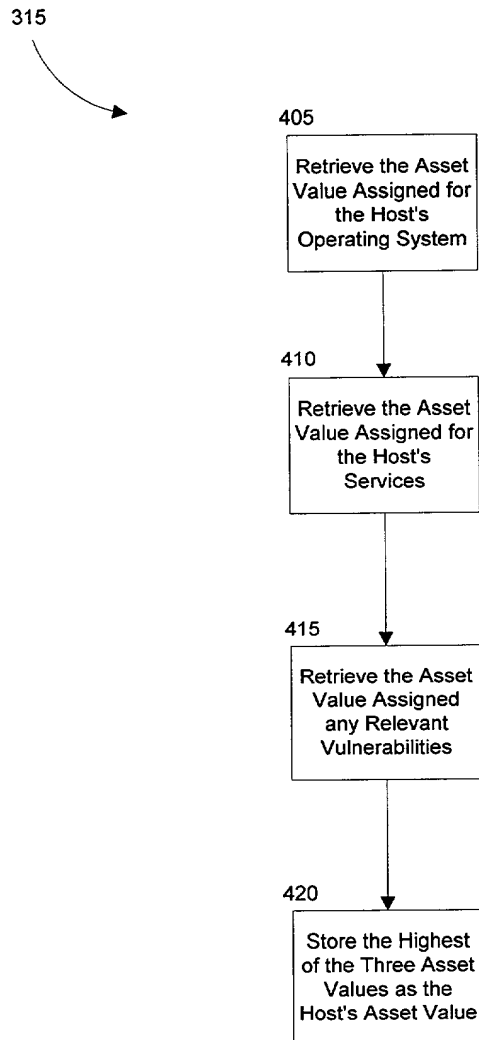 315
405
Retrieve the Asset
Value Assigned for
the Host's
Operating System
410
Retrieve the Asset
Value Assigned for
the Host's
Services
415
Retrieve the Asset
Value Assigned
any Relevant
Vulnerabilities
420
Store the Highest
of the Three Asset
Values as the
Host's Asset Value